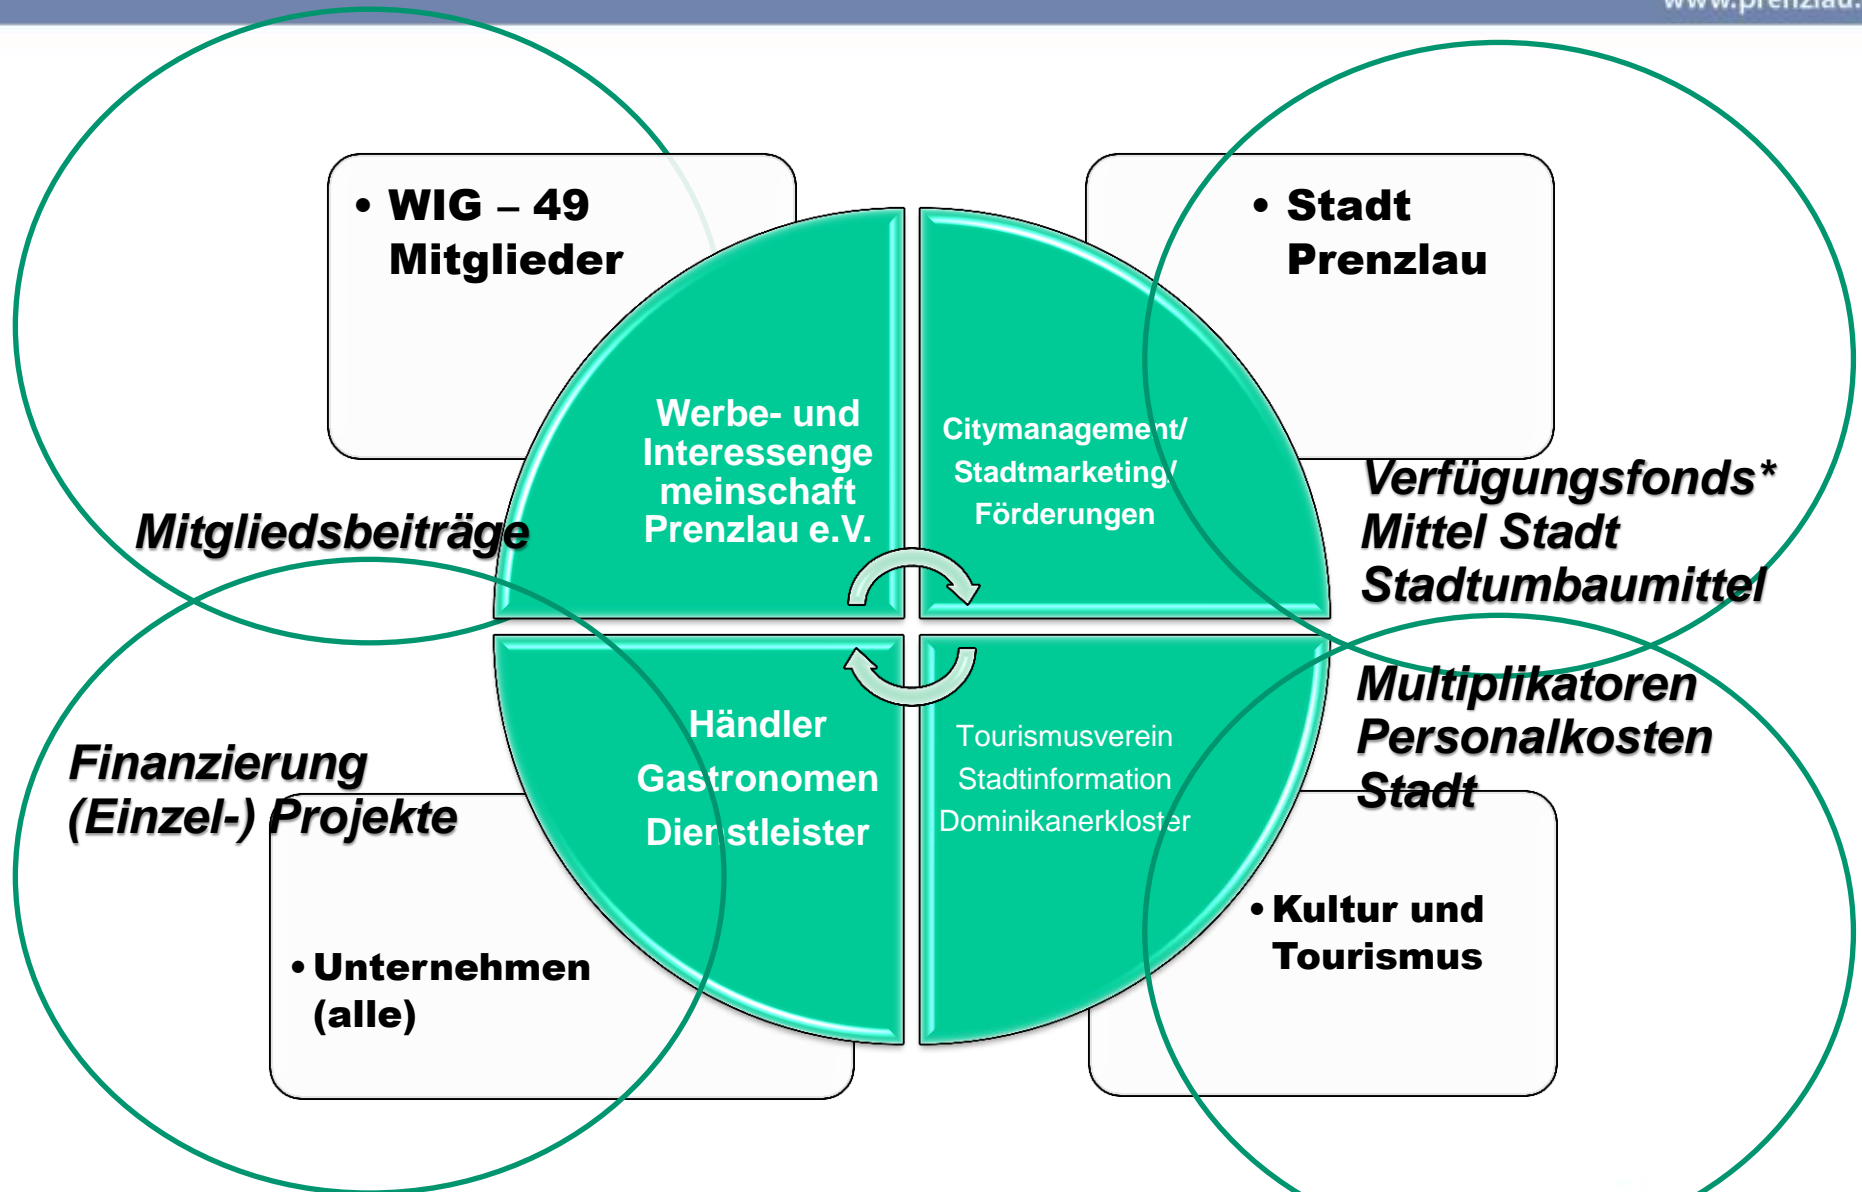 www.prenzlau.
• WIG – 49
Mitglieder
• Stadt
Prenzlau
Werbe- und
Interessenge
meinschaft
Prenzlau e.V.
Citymanagement/
Stadtmarketing/
Förderungen
Mitgliedsbeiträge
Verfügungsfonds*
Mittel Stadt
Stadtumbaumittel
Finanzierung
(Einzel-) Projekte
Händler
Gastronomen
Dienstleister
Tourismusverein
Stadtinformation
Dominikanerkloster
Multiplikatoren
Personalkosten
Stadt
• Unternehmen
(alle)
• Kultur und
Tourismus